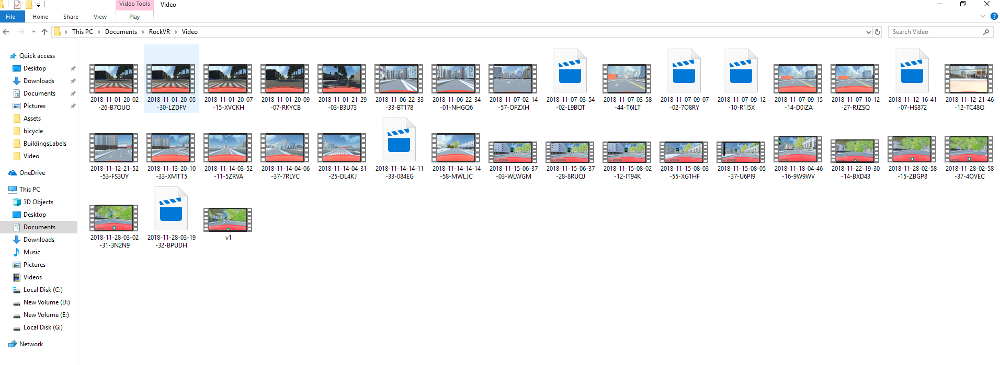 Video Tools
Video
File
Home
Share
View
Play
This PC
Documents
RockVR
Video
Search Video
Quick access
Desktop
Downloads
Documents
Pictures
Assets
bicycle
BuildingsLabels
Video
OneDrive
This PC
3D Objects
Desktop
Documents
Downloads
Music
Pictures
Videos
Local Disk (C:)
New Volume (D:)
New Volume (E:)
Local Disk (G:)
Network
2018-11-01-20-02
-26-B7QUQ
2018-11-01-20-05
-30-LZDFV
2018-11-01-20-07
-15-XVCKH
2018-11-01-20-09
-07-RKYCB
2018-11-01-21-29
-03-B3U73
2018-11-06-22-33
-33-BT178
2018-11-06-22-34
-01-NHGQ6
2018-11-07-02-14
-57-OFZXH
2018-11-07-03-54
-02-L9BQT
2018-11-07-03-58
-44-T6ILT
2018-11-07-09-07
-02-7O8RY
2018-11-07-09-12
-10-R1I5X
2018-11-07-09-15
-14-D0IZA
2018-11-07-10-12
-27-RJZSQ
2018-11-12-16-41
-07-HS872
2018-11-12-21-46
-12-TC48Q
2018-11-12-21-52
-53-FS3UY
2018-11-13-20-10
-33-XMTT5
2018-11-14-03-52
-11-5ZRVA
2018-11-14-04-06
-37-7RLYC
2018-11-14-04-31
-25-DL4KJ
2018-11-14-14-11
-33-084EG
2018-11-14-14-14
-58-MWLJC
2018-11-15-06-37
-03-WLWGM
2018-11-15-06-37
-28-8RUQJ
2018-11-15-08-02
-12-IT94K
2018-11-15-08-03
-55-XG1HF
2018-11-15-08-05
-37-U6PI9
2018-11-18-04-46
-16-9W9WV
2018-11-22-19-30
-14-BXD43
2018-11-28-02-58
-15-ZBGP8
2018-11-28-02-58
-37-4OVEC
2018-11-28-03-02
-31-3N2N9
2018-11-28-03-19
-32-BPUDH
v1